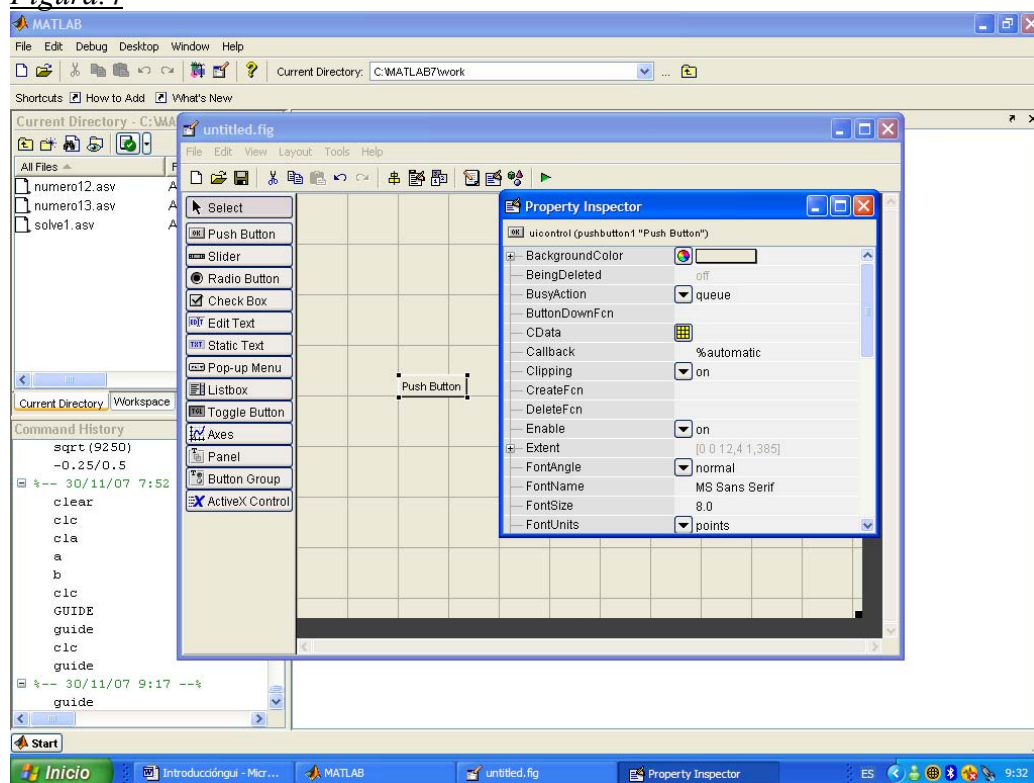 Figura.4
MATLAB
File Edit Debug Desktop Window Help
Current Directory: C:\MATLAB7\work
Shortcuts How to Add What's New
Current Directory - C:\MA
All Files
numero12.asv A
numero13.asv A
solve1.asv A
Current Directory Workspace
Command History
sqrt(9250)
-0.25/0.5
%-- 30/11/07 7:52
clear
clc
cla
a
b
clc
GUIDE
guide
clc
guide
%-- 30/11/07 9:17 --%
guide
untitled.fig
File Edit View Layout Tools Help
Select
Push Button
Slider
Radio Button
Check Box
Edit Text
Static Text
Pop-up Menu
Listbox
Toggle Button
Axes
Panel
Button Group
ActiveX Control
Push Button
Property Inspector
uicontrol (pushbutton1 "Push Button")
BackgroundColor
BeingDeleted off
BusyAction queue
ButtonDownFcn
CData
Callback %automatic
Clipping on
CreateFcn
DeleteFcn
Enable on
Extent [0 0 12,4 1,385]
FontAngle normal
FontName MS Sans Serif
FontSize 8.0
FontUnits points
Start
Inicio Introduccióngui - Micr... MATLAB untitled.fig Property Inspector ES 9:32